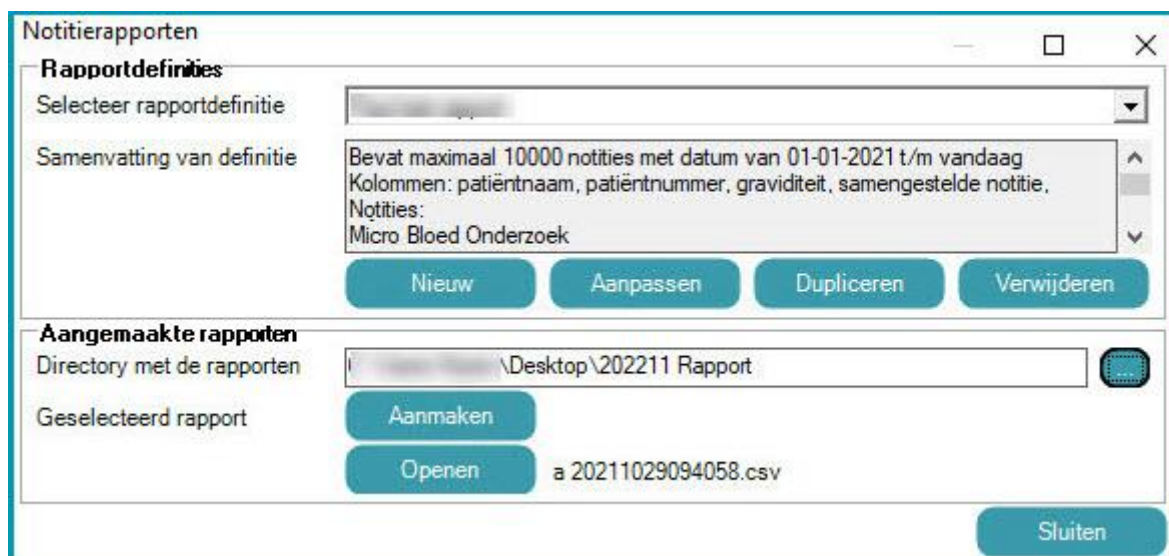 Notitierapporten
Rapportdefinities
Selecteer rapportdefinitie
Samenvatting van definitie
Bevat maximaal 10000 notities met datum van 01-01-2021 t/m vandaag
Kolommen: patiëntnaam, patiëntnummer, graviditeit, samengestelde notitie,
Notities:
Micro Bloed Onderzoek
Nieuw Aanpassen Dupliceren Verwijderen
Aangemaakte rapporten
Directory met de rapporten \Desktop\202211 Rapport ...
Geselecteerd rapport Aanmaken
Openen a 20211029094058.csv
Sluiten